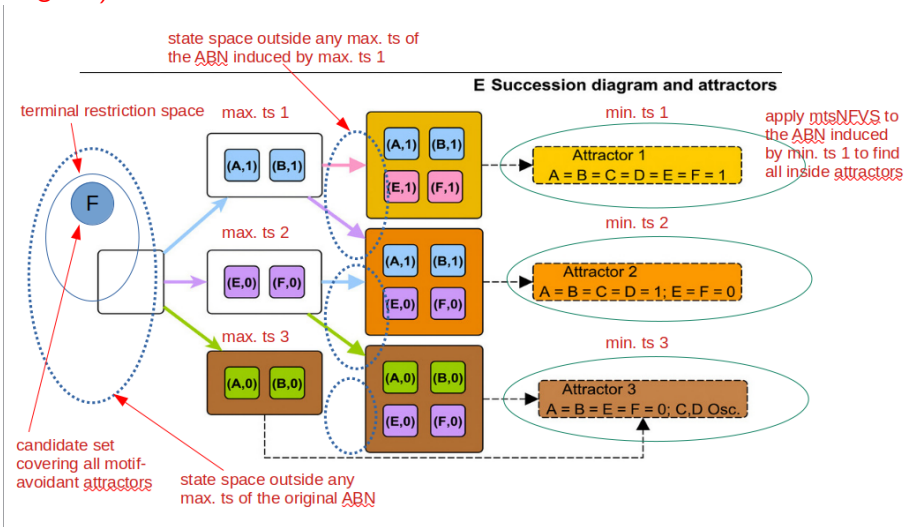 state space outside any max. ts of
the ABN induced by max. ts 1
E Succession diagram and attractors
terminal restriction space
max. ts 1
min. ts 1
apply mtsNFVS to
the ABN induced
by min. ts 1 to find
all inside attractors
(A,1) (B,1)
(A,1) (B,1)
(E,1) (F,1)
Attractor 1
A = B = C = D = E = F = 1
F
max. ts 2
min. ts 2
(E,0) (F,0)
(A,1) (B,1)
(E,0) (F,0)
Attractor 2
A = B = C = D = 1; E = F = 0
max. ts 3
min. ts 3
(A,0) (B,0)
(A,0) (B,0)
(E,0) (F,0)
Attractor 3
A = B = E = F = 0; C,D Osc.
candidate set
covering all motif-
avoidant attractors
state space outside any
max. ts of the original ABN